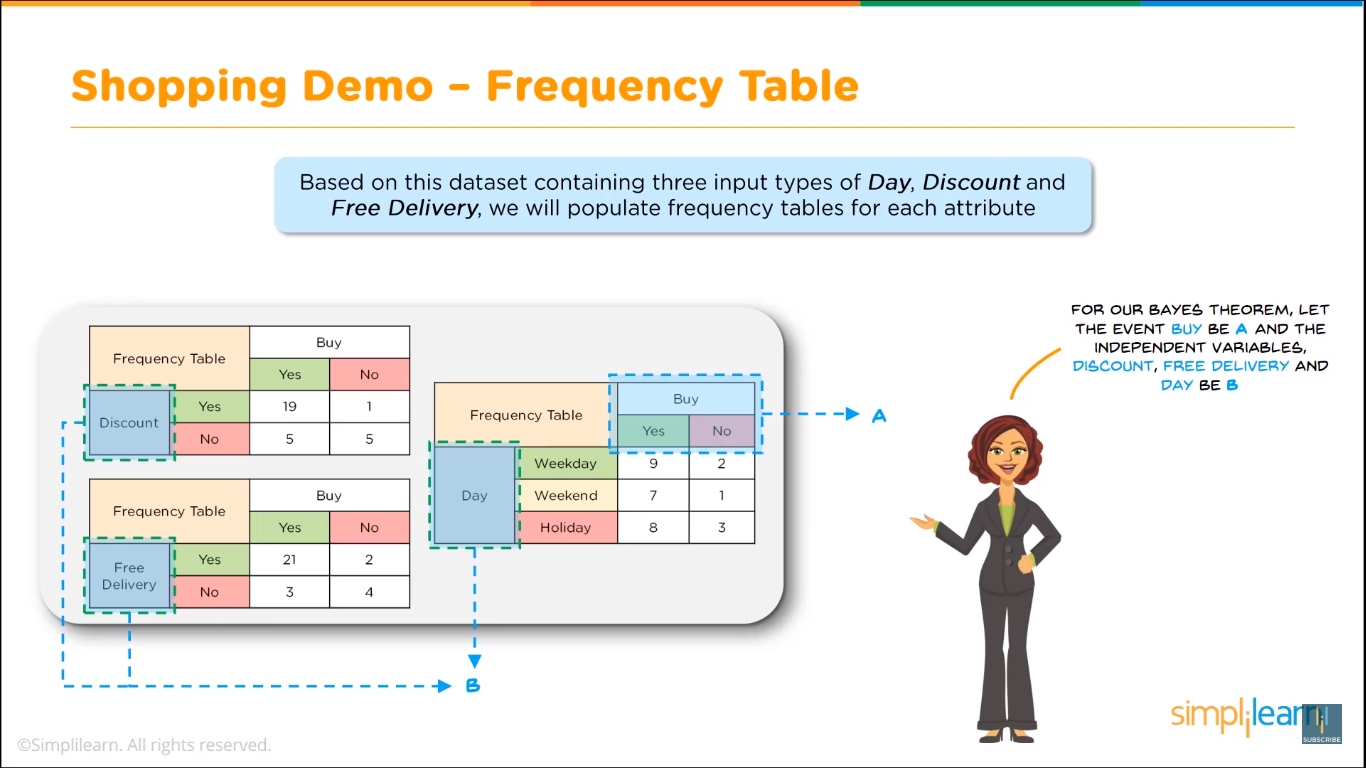 Shopping Demo – Frequency Table
Based on this dataset containing three input types of Day, Discount and
Free Delivery, we will populate frequency tables for each attribute
Frequency Table
Buy
Yes No
Discount
Yes 19 1
No 5 5
Frequency Table
Buy
Yes No
Free
Delivery
Yes 21 2
No 3 4
Frequency Table
Buy
Yes No
Day
Weekday 9 2
Weekend 7 1
Holiday 8 3
A
B
FOR OUR BAYES THEOREM, LET
THE EVENT BUY BE A AND THE
INDEPENDENT VARIABLES,
DISCOUNT, FREE DELIVERY AND
DAY BE B
simplilearn
SUBSCRIBE
©Simplilearn. All rights reserved.